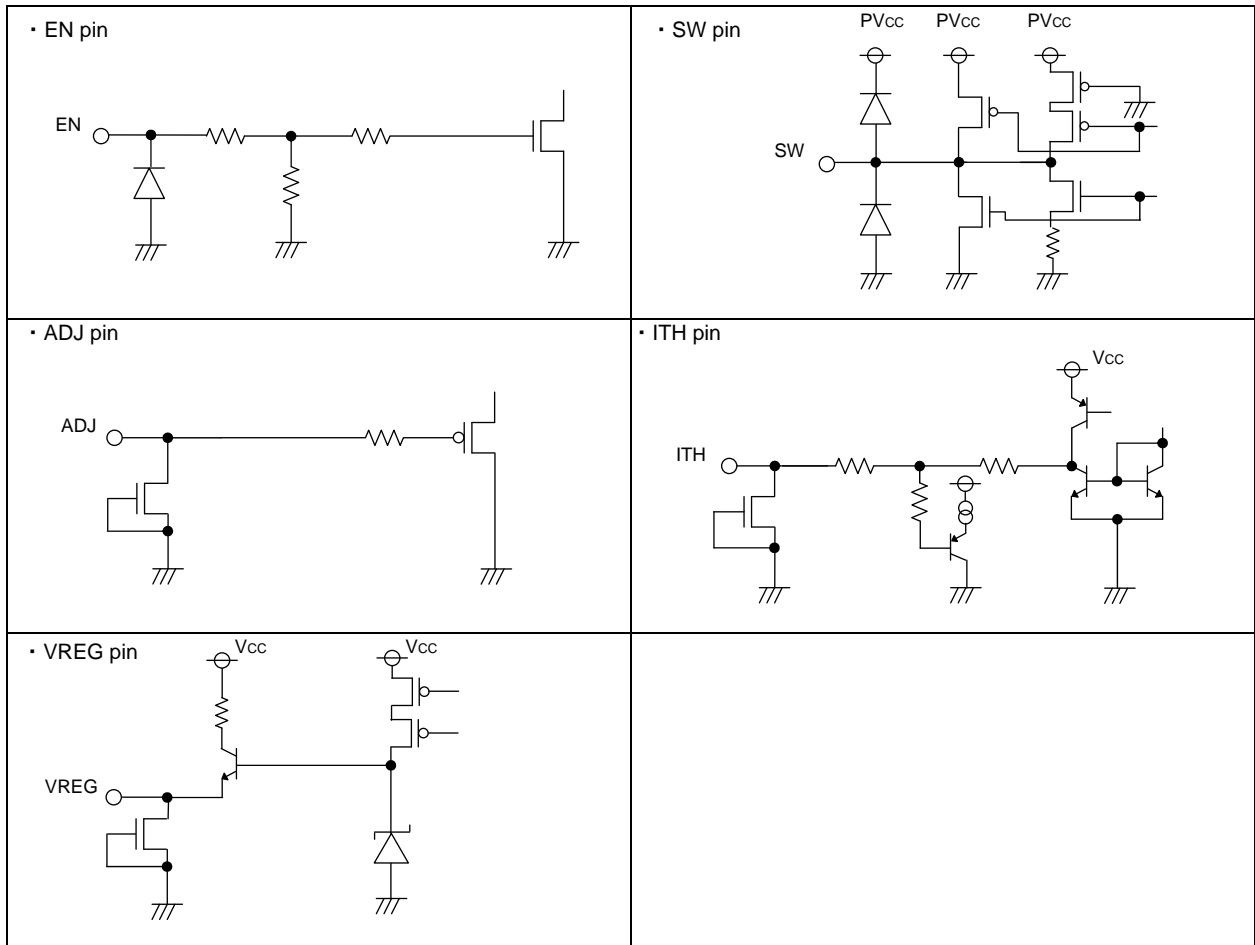 ・EN pin
EN
・SW pin
PVCC PVCC PVCC
SW
・ADJ pin
ADJ
・ITH pin
VCC
ITH
・VREG pin
VCC VCC
VREG